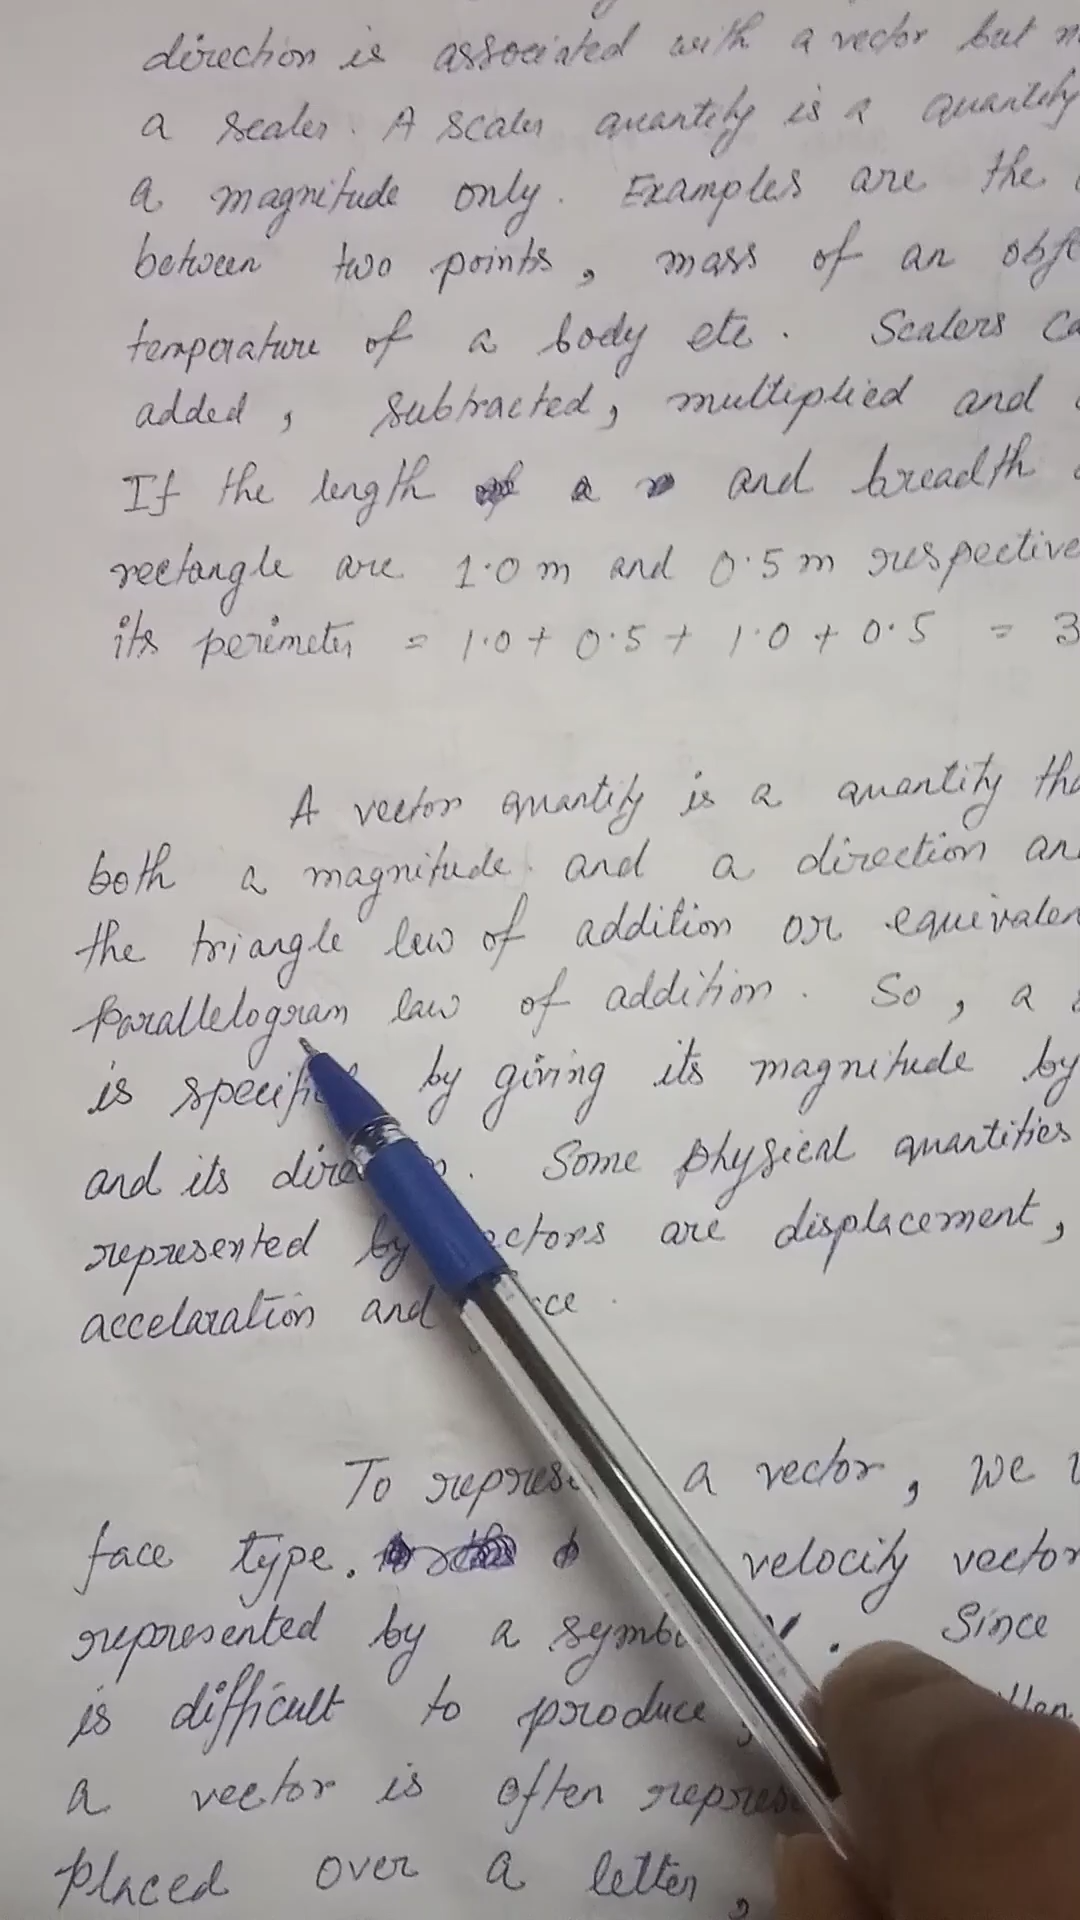 direction is associated with a vector but
a scaler. A scaler quantity is a quantity
a magnitude only. Examples are the
between two points, mass of an
temperature of a body etc. Scalers
added, subtracted, multiplied and
If the length and breadth
rectangle are 1.0 m and 0.5 m
its perimeter = 1.0 + 0.5 + 1.0 + 0.5 = 3
A vector quantity is a quantity
both a magnitude and a direction
the triangle law of addition or
parallelogram law of addition. So, a
is by giving its magnitude by
and its Some physical quantities
represented by are displacement,
accelaration and
To a vector, we
face type. velocity vector
represented by a Since
is difficult to produce
a vector is often
placed over a letter,